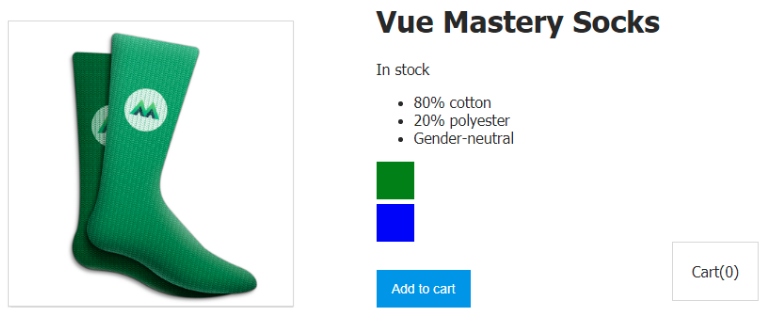 Vue Mastery Socks
In stock
80% cotton
20% polyester
Gender-neutral
Add to cart
Cart(0)